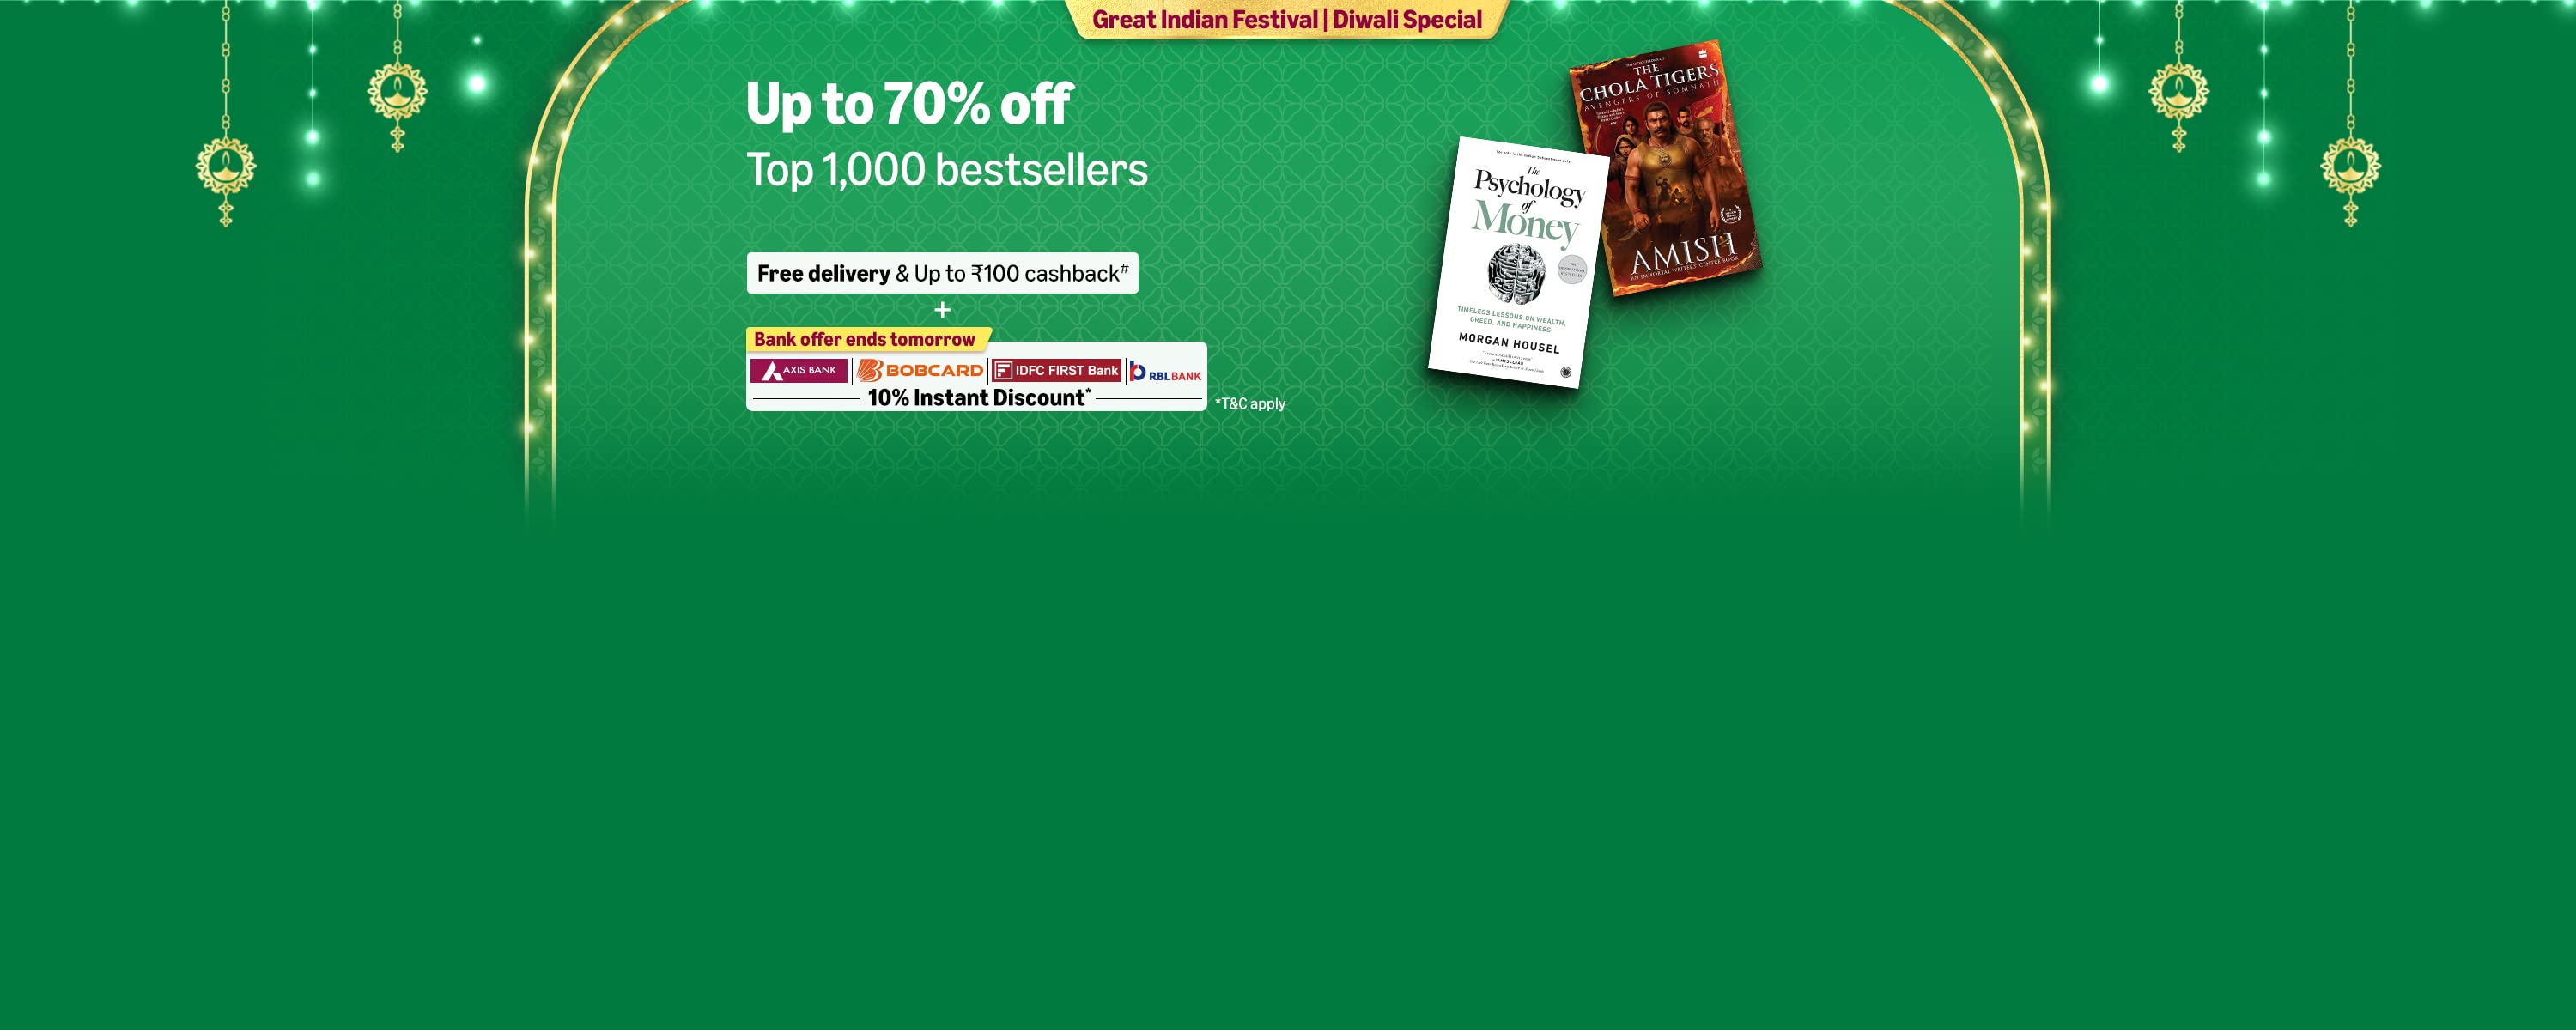 Great Indian Festival | Diwali Special
Up to 70% off
Top 1,000 bestsellers
Free delivery & Up to ₹100 cashback#
+
Bank offer ends tomorrow
AXIS BANK
BOBCARD
IDFC FIRST Bank
RBLBANK
10% Instant Discount*
*T&C apply
THE
CHOLA TIGERS
AVENGERS OF SOMNATH
AMISH
AN IMMORTAL WRITERS' CENTRE BOOK
The
Psychology
of
Money
TIMELESS LESSONS ON WEALTH,
GREED, AND HAPPINESS
MORGAN HOUSEL